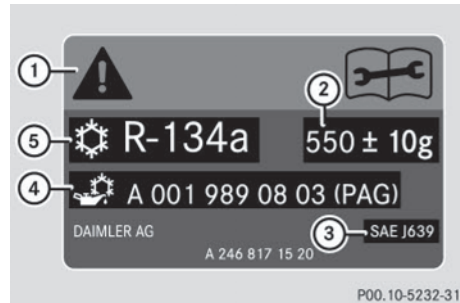 1
2
5 R-134a 550 ± 10g
4 A 001 989 08 03 (PAG)
DAIMLER AG 3 SAE J639
A 246 817 15 20
P00.10-5232-31